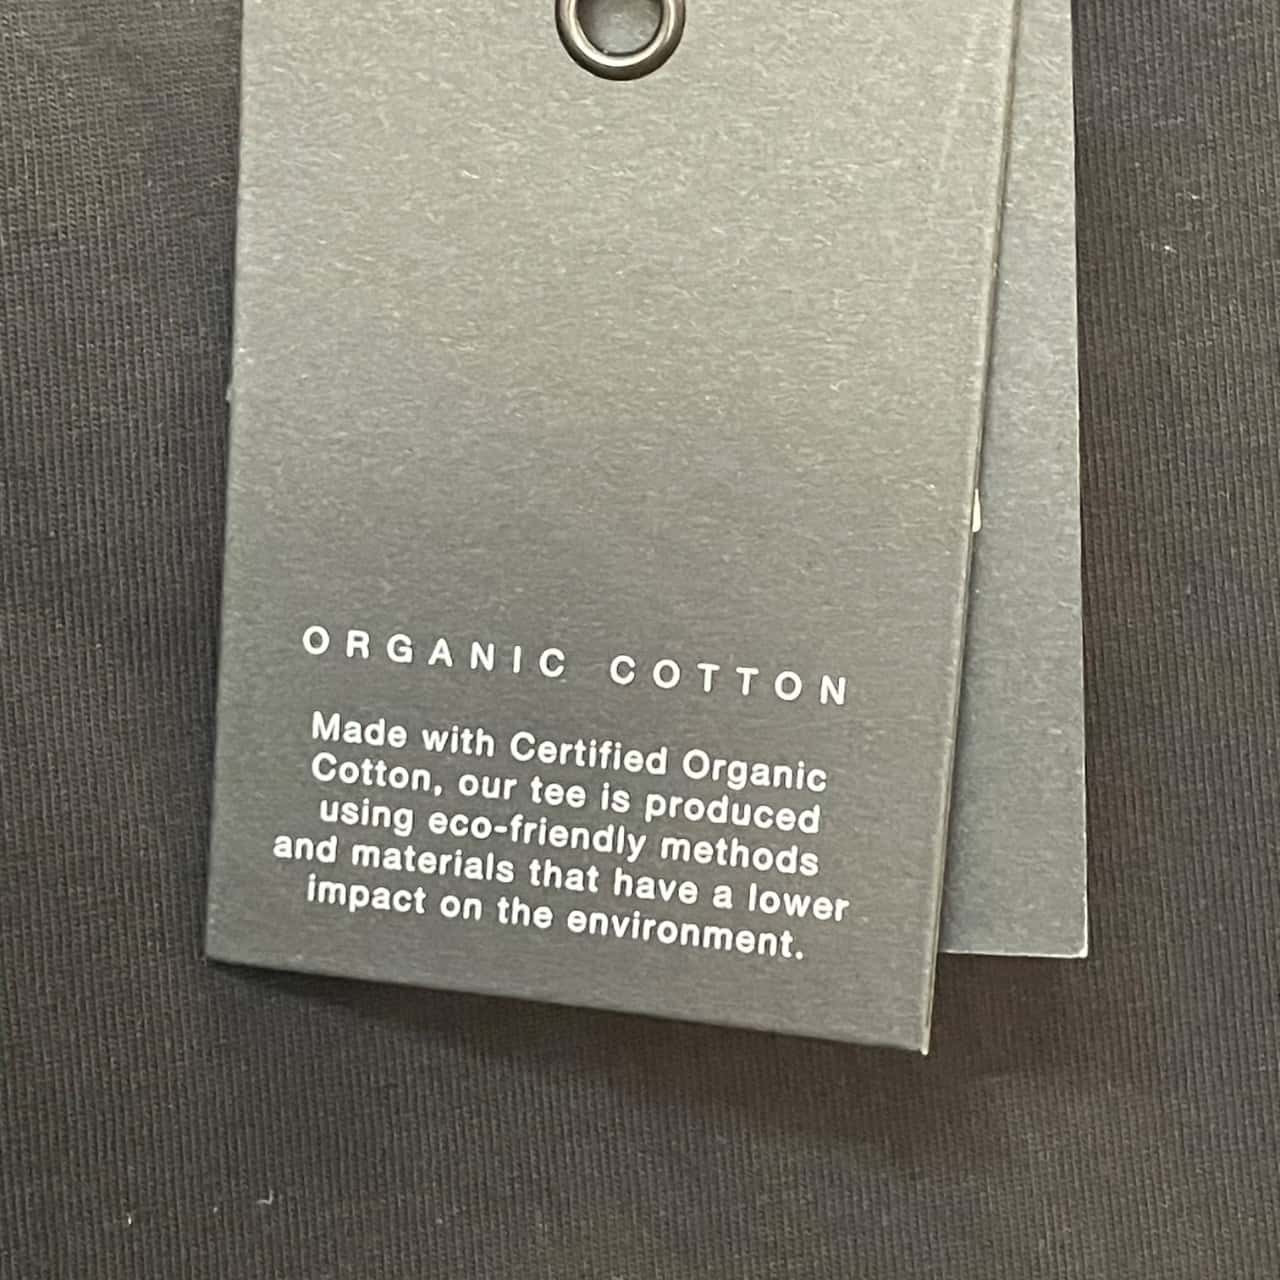 ORGANIC COTTON
Made with Certified Organic
Cotton, our tee is produced
using eco-friendly methods
and materials that have a lower
impact on the environment.